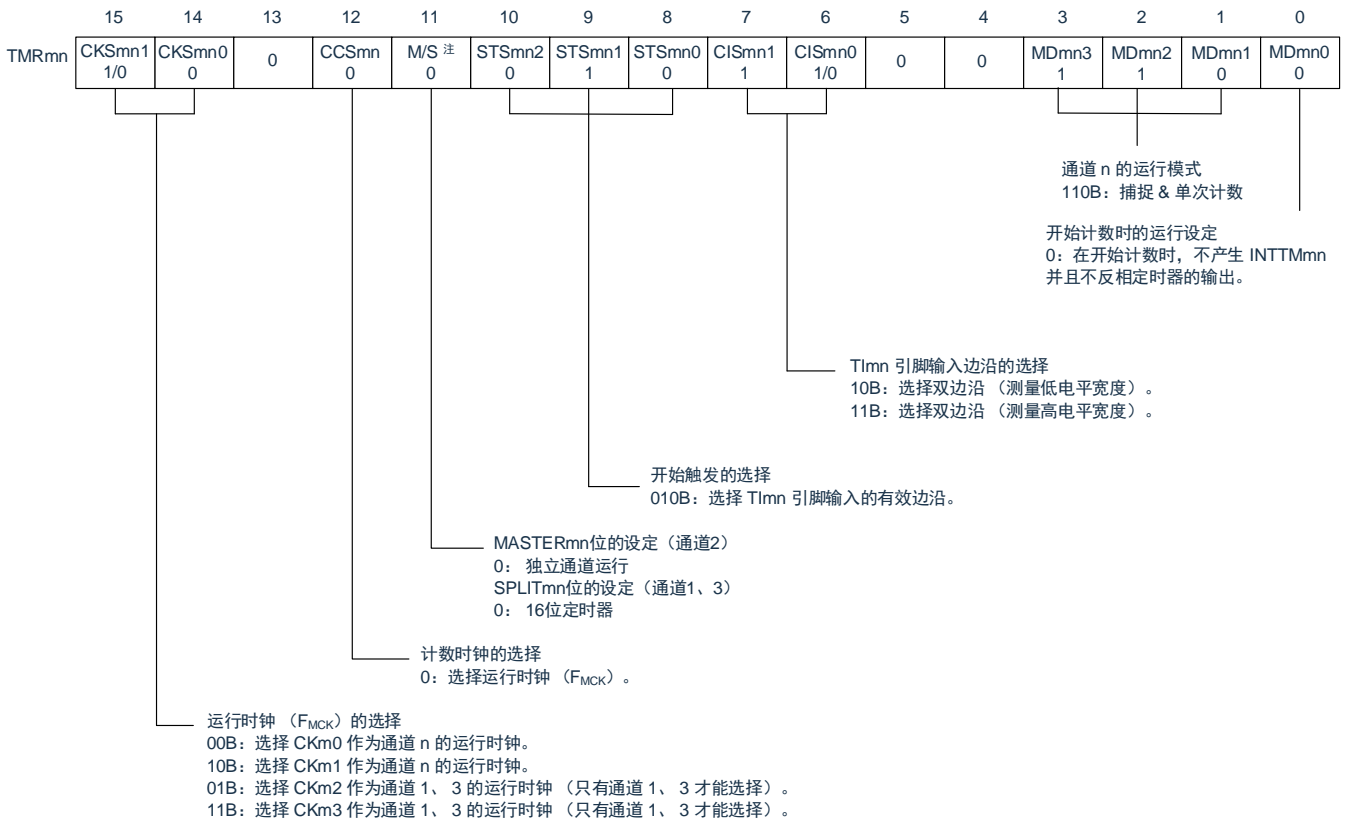 15 14 13 12 11 10 9 8 7 6 5 4 3 2 1 0
TMRmn CKSmn1 CKSmn0 0 CCSmn M/S 注 STSmn2 STSmn1 STSmn0 CISmn1 CISmn0 0 0 MDmn3 MDmn2 MDmn1 MDmn0
1/0 0 0 0 0 1 0 1 1/0 1 1 0 0
通道 n 的运行模式
110B：捕捉 & 单次计数
开始计数时的运行设定
0：在开始计数时，不产生 INTTMmn
并且不反相定时器的输出。
TImn 引脚输入边沿的选择
10B：选择双边沿 （测量低电平宽度）。
11B：选择双边沿 （测量高电平宽度）。
开始触发的选择
010B：选择 TImn 引脚输入的有效边沿。
MASTERmn位的设定（通道2）
0： 独立通道运行
SPLITmn位的设定（通道1、3）
0： 16位定时器
计数时钟的选择
0：选择运行时钟 （FMCK）。
运行时钟 （FMCK）的选择
00B：选择 CKm0 作为通道 n 的运行时钟。
10B：选择 CKm1 作为通道 n 的运行时钟。
01B：选择 CKm2 作为通道 1、 3 的运行时钟 （只有通道 1、 3 才能选择）。
11B：选择 CKm3 作为通道 1、 3 的运行时钟 （只有通道 1、 3 才能选择）。